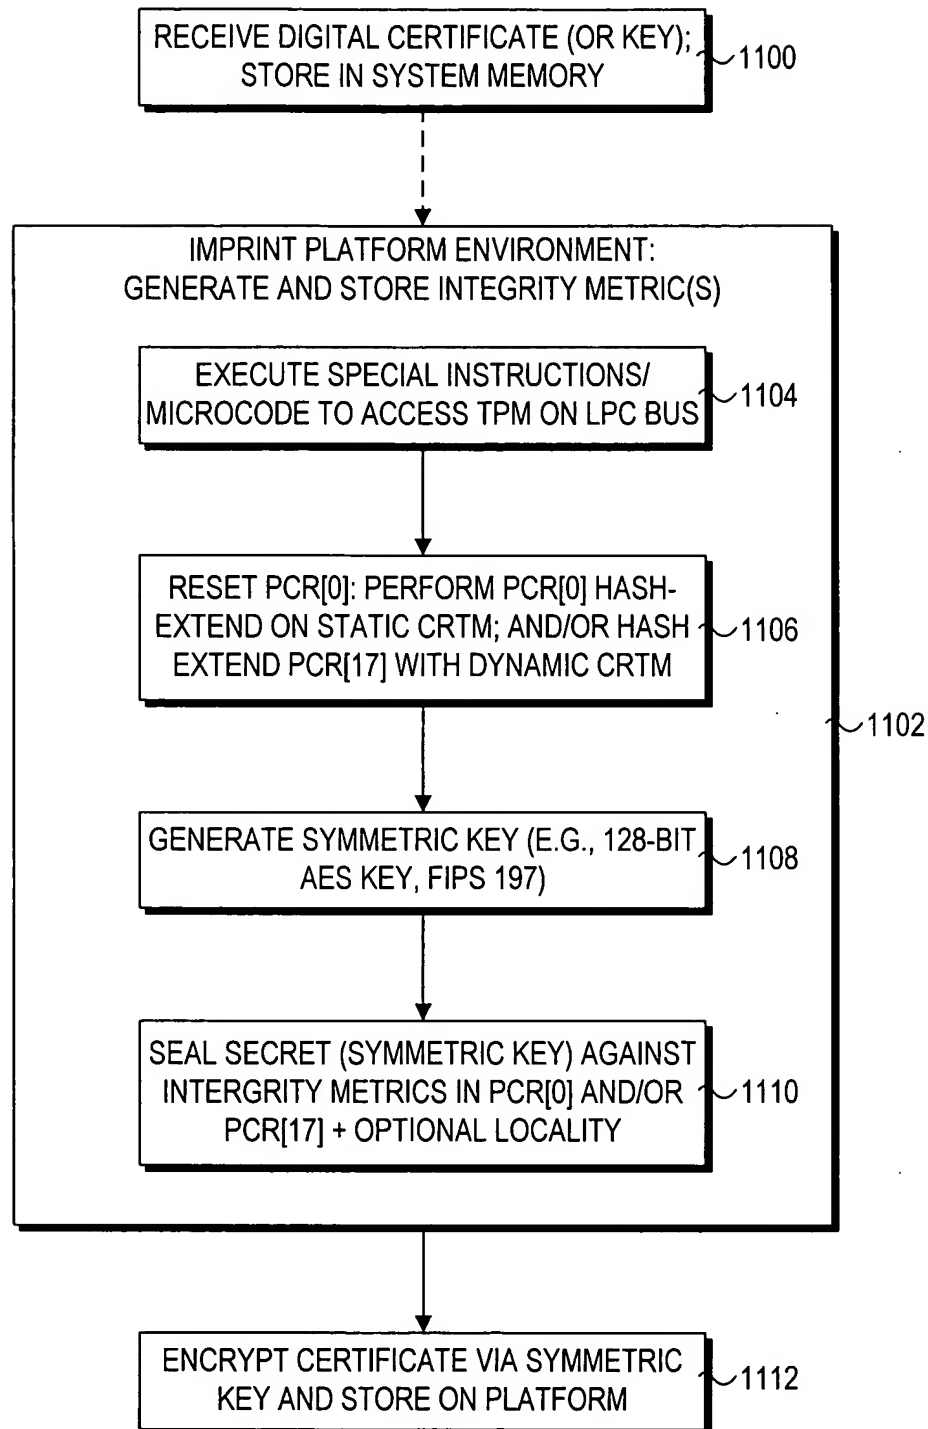 RECEIVE DIGITAL CERTIFICATE (OR KEY);
STORE IN SYSTEM MEMORY
1100
IMPRINT PLATFORM ENVIRONMENT:
GENERATE AND STORE INTEGRITY METRIC(S)
EXECUTE SPECIAL INSTRUCTIONS/
MICROCODE TO ACCESS TPM ON LPC BUS
1104
RESET PCR[0]: PERFORM PCR[0] HASH-
EXTEND ON STATIC CRTM; AND/OR HASH
EXTEND PCR[17] WITH DYNAMIC CRTM
1106
1102
GENERATE SYMMETRIC KEY (E.G., 128-BIT
AES KEY, FIPS 197)
1108
SEAL SECRET (SYMMETRIC KEY) AGAINST
INTERGRITY METRICS IN PCR[0] AND/OR
PCR[17] + OPTIONAL LOCALITY
1110
ENCRYPT CERTIFICATE VIA SYMMETRIC
KEY AND STORE ON PLATFORM
1112